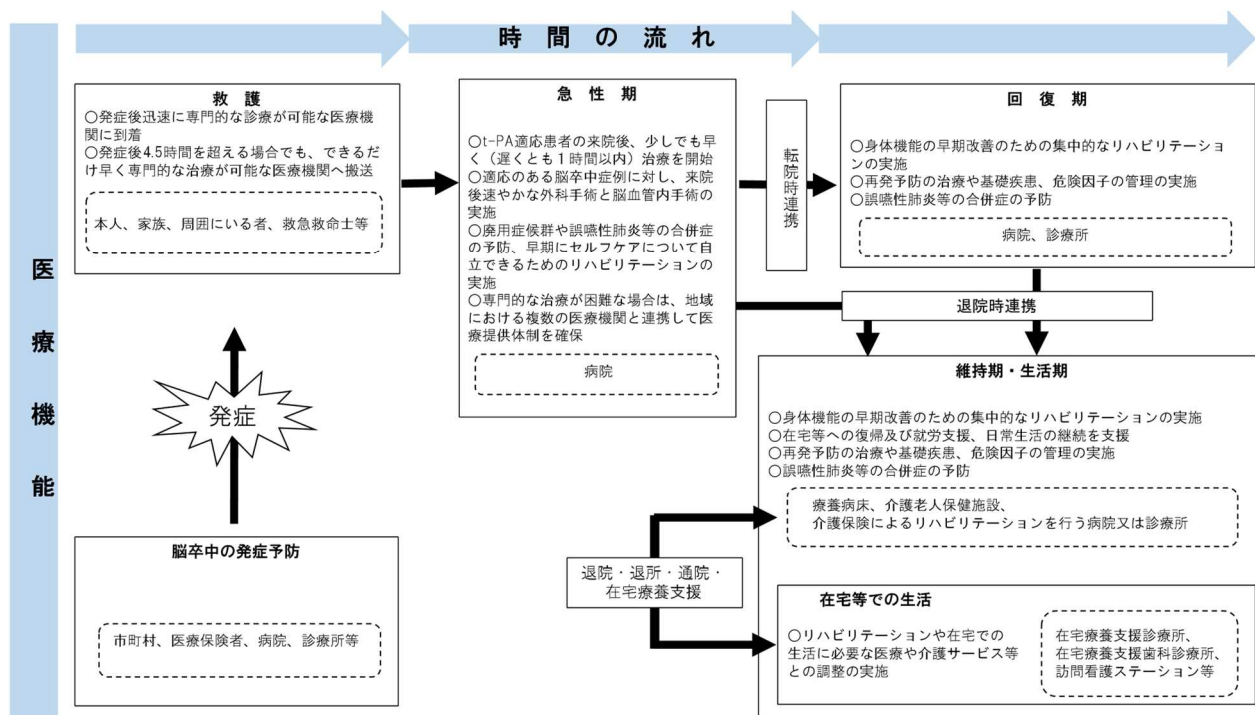 時間の流れ
医療機能
救護
○発症後迅速に専門的な診療が可能な医療機
関に到着
○発症後4.5時間を超える場合でも、できるだ
け早く専門的な治療が可能な医療機関へ搬送
本人、家族、周囲にいる者、救急救命士等
発症
脳卒中の発症予防
市町村、医療保険者、病院、診療所等
急性期
○t-PA適応患者の来院後、少しでも早
く（遅くとも１時間以内）治療を開始
○適応のある脳卒中症例に対し、来院
後速やかな外科手術と脳血管内手術の
実施
○廃用症候群や誤嚥性肺炎等の合併症
の予防、早期にセルフケアについて自
立できるためのリハビリテーションの
実施
○専門的な治療が困難な場合は、地域
における複数の医療機関と連携して医
療提供体制を確保
病院
転院時連携
回復期
○身体機能の早期改善のための集中的なリハビリテーショ
ンの実施
○再発予防の治療や基礎疾患、危険因子の管理の実施
○誤嚥性肺炎等の合併症の予防
病院、診療所
退院時連携
維持期・生活期
○身体機能の早期改善のための集中的なリハビリテーションの実施
○在宅等への復帰及び就労支援、日常生活の継続を支援
○再発予防の治療や基礎疾患、危険因子の管理の実施
○誤嚥性肺炎等の合併症の予防
療養病床、介護老人保健施設、
介護保険によるリハビリテーションを行う病院又は診療所
退院・退所・通院・
在宅療養支援
在宅等での生活
○リハビリテーションや在宅での
生活に必要な医療や介護サービス等
との調整の実施
在宅療養支援診療所、
在宅療養支援歯科診療所、
訪問看護ステーション等